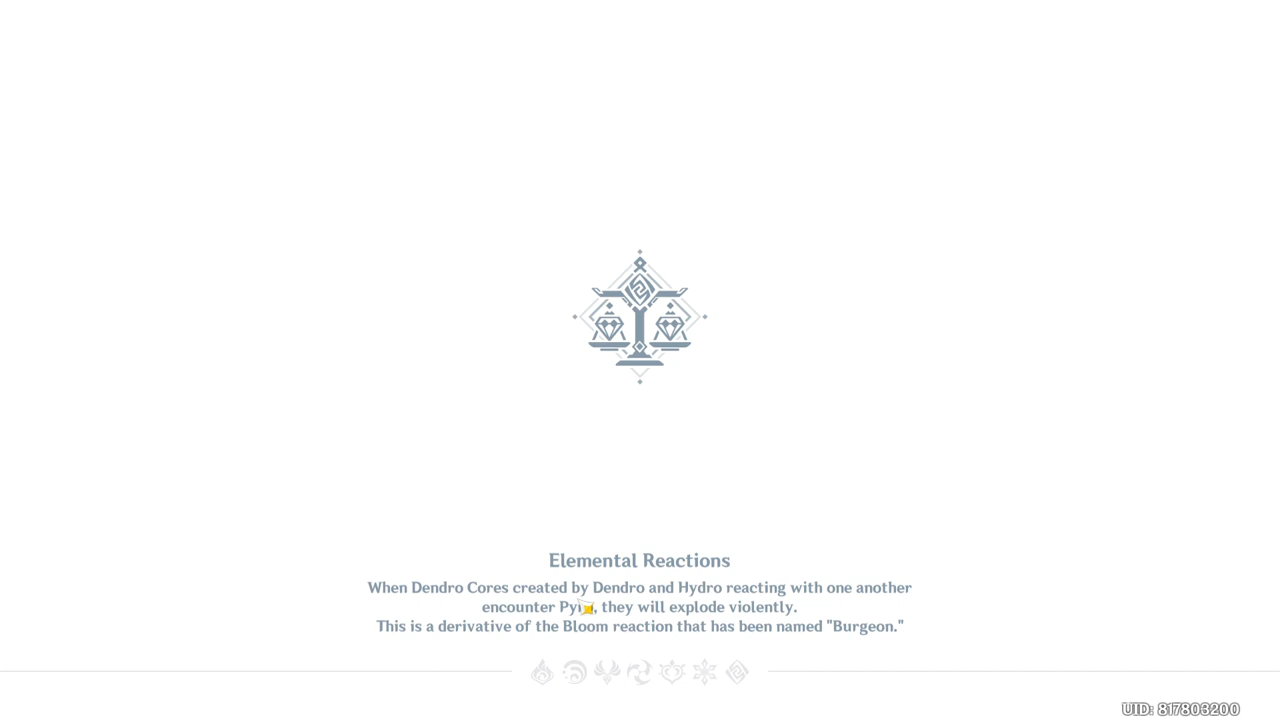 Elemental Reactions
When Dendro Cores created by Dendro and Hydro reacting with one another
encounter they will explode violently.
This is a derivative of the Bloom reaction that has been named "Burgeon."
UID: 817803200